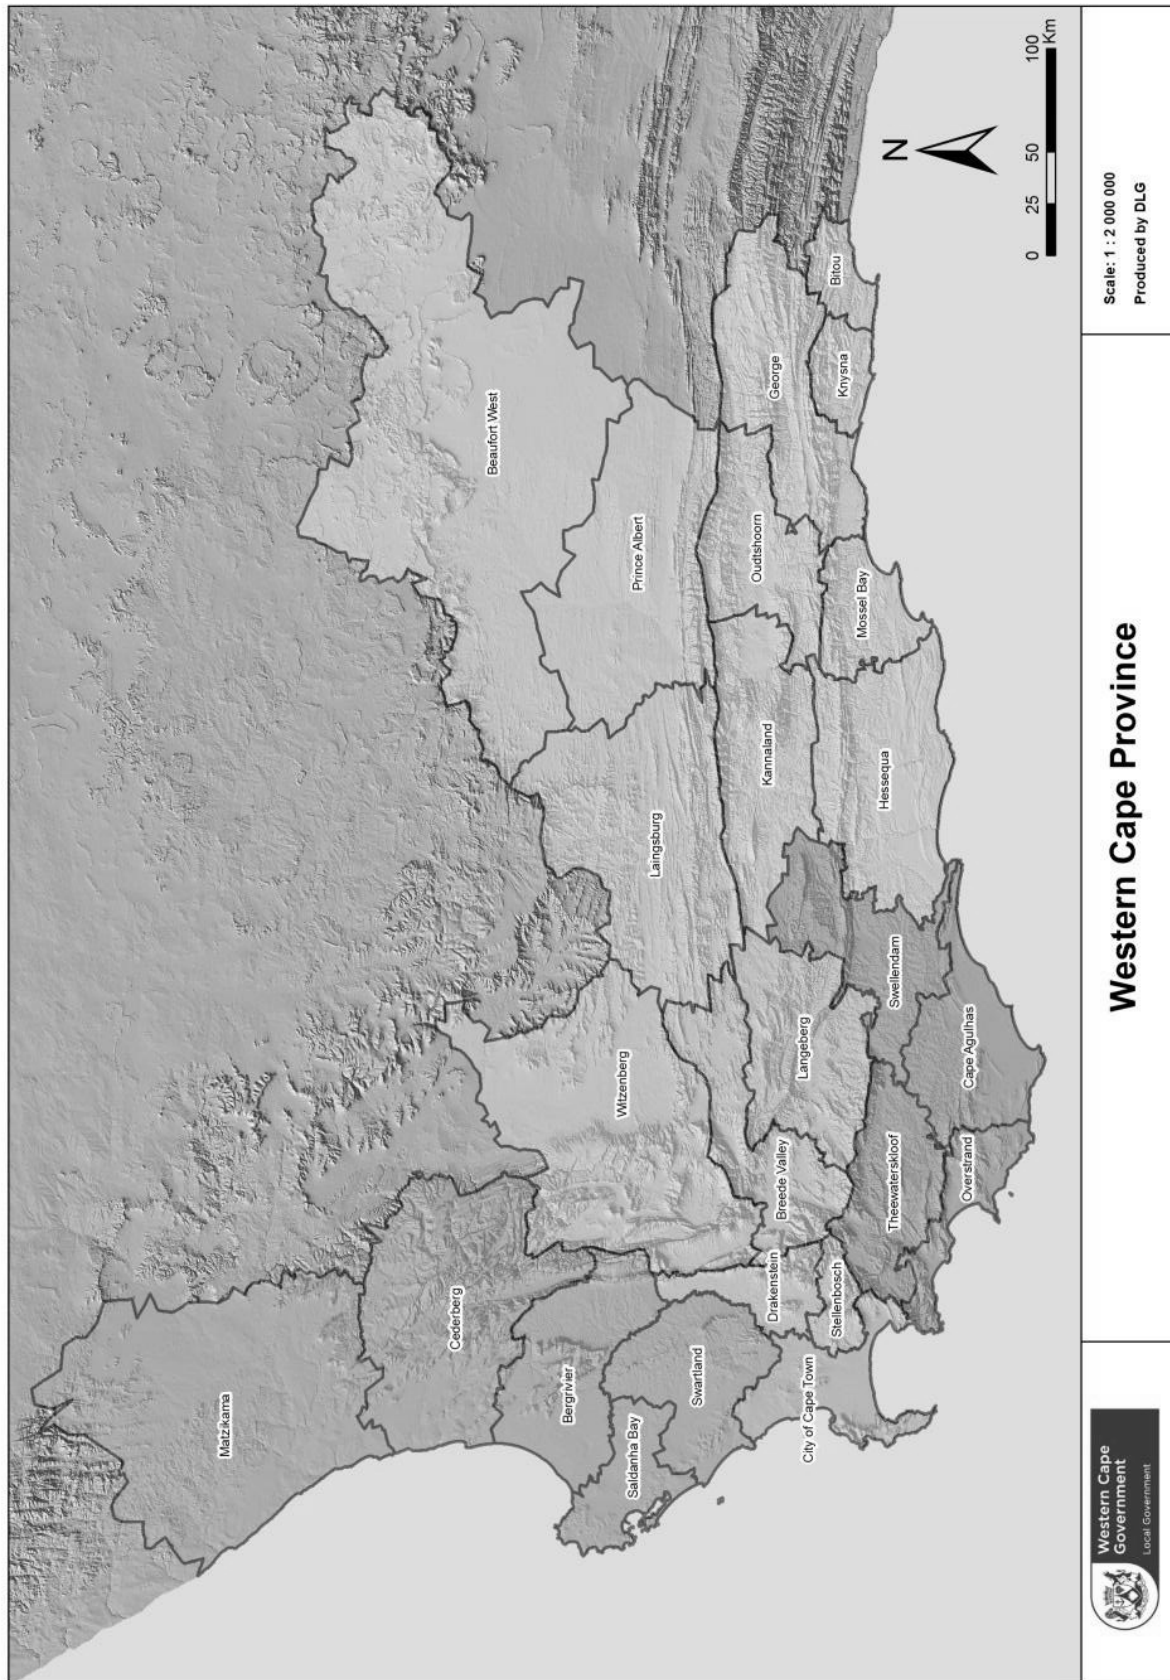 Matzikama
Cederberg
Bergrivier
Saldanha Bay
Swartland
City of Cape Town
Drakenstein
Stellenbosch
Witzenberg
Breede Valley
Langeberg
Theewaterskloof
Overstrand
Cape Agulhas
Swellendam
Laingsburg
Kannaland
Hessequa
Prince Albert
Beaufort West
Oudtshoorn
Mossel Bay
George
Knysna
Bitou
N
0 25 50 100
Km
Western Cape
Government
Local Government
Western Cape Province
Scale: 1 : 2 000 000
Produced by DLG